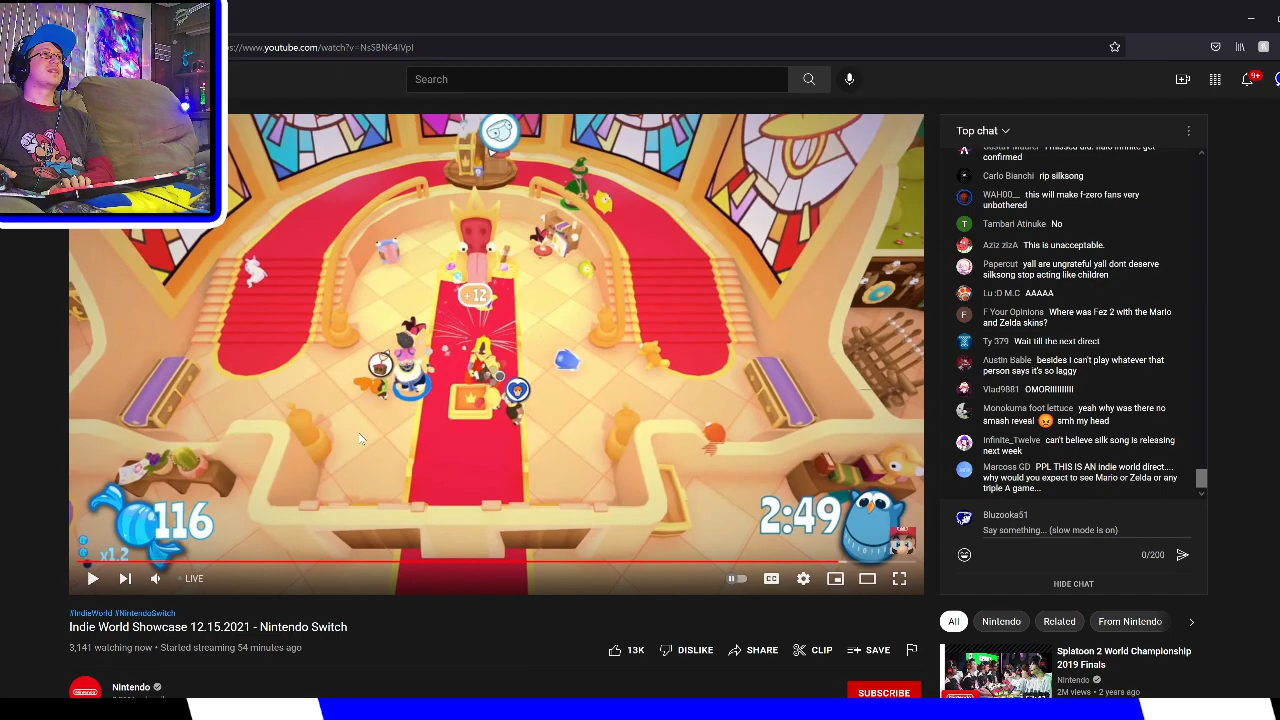 s://www.youtube.com/watch?v=NsSBN64IVpI
Search
9+
Top chat
confirmed
Carlo Bianchi rip silksong
WAH00__ this will make f-zero fans very
unbothered
Tambari Atinuke No
Aziz zizA This is unacceptable.
Papercut yall are ungrateful yall dont deserve
silksong stop acting like children
Lu :D M.C AAAAA
F Your Opinions Where was Fez 2 with the Mario
and Zelda skins?
Ty 379 Wait till the next direct
Austin Bable besides I can't play whatever that
person says it's so laggy
Vlad9881 OMORIIIIIIIIII
Monokuma foot lettuce yeah why was there no
smash reveal 😡 smh my head
Infinite_Twelve can't believe silk song is releasing
next week
Marcoss GD PPL THIS IS AN indie world direct....
why would you expect to see Mario or Zelda or any
triple A game...
Bluzooka51
Say something... (slow mode is on)
0/200
HIDE CHAT
+12
116
x1.2
2:49
LIVE
CC
#IndieWorld #NintendoSwitch
Indie World Showcase 12.15.2021 - Nintendo Switch
3,141 watching now • Started streaming 54 minutes ago
13K DISLIKE SHARE CLIP SAVE
Nintendo
SUBSCRIBE
All Nintendo Related From Nintendo
Splatoon 2 World Championship
2019 Finals
Nintendo
2M views • 2 years ago